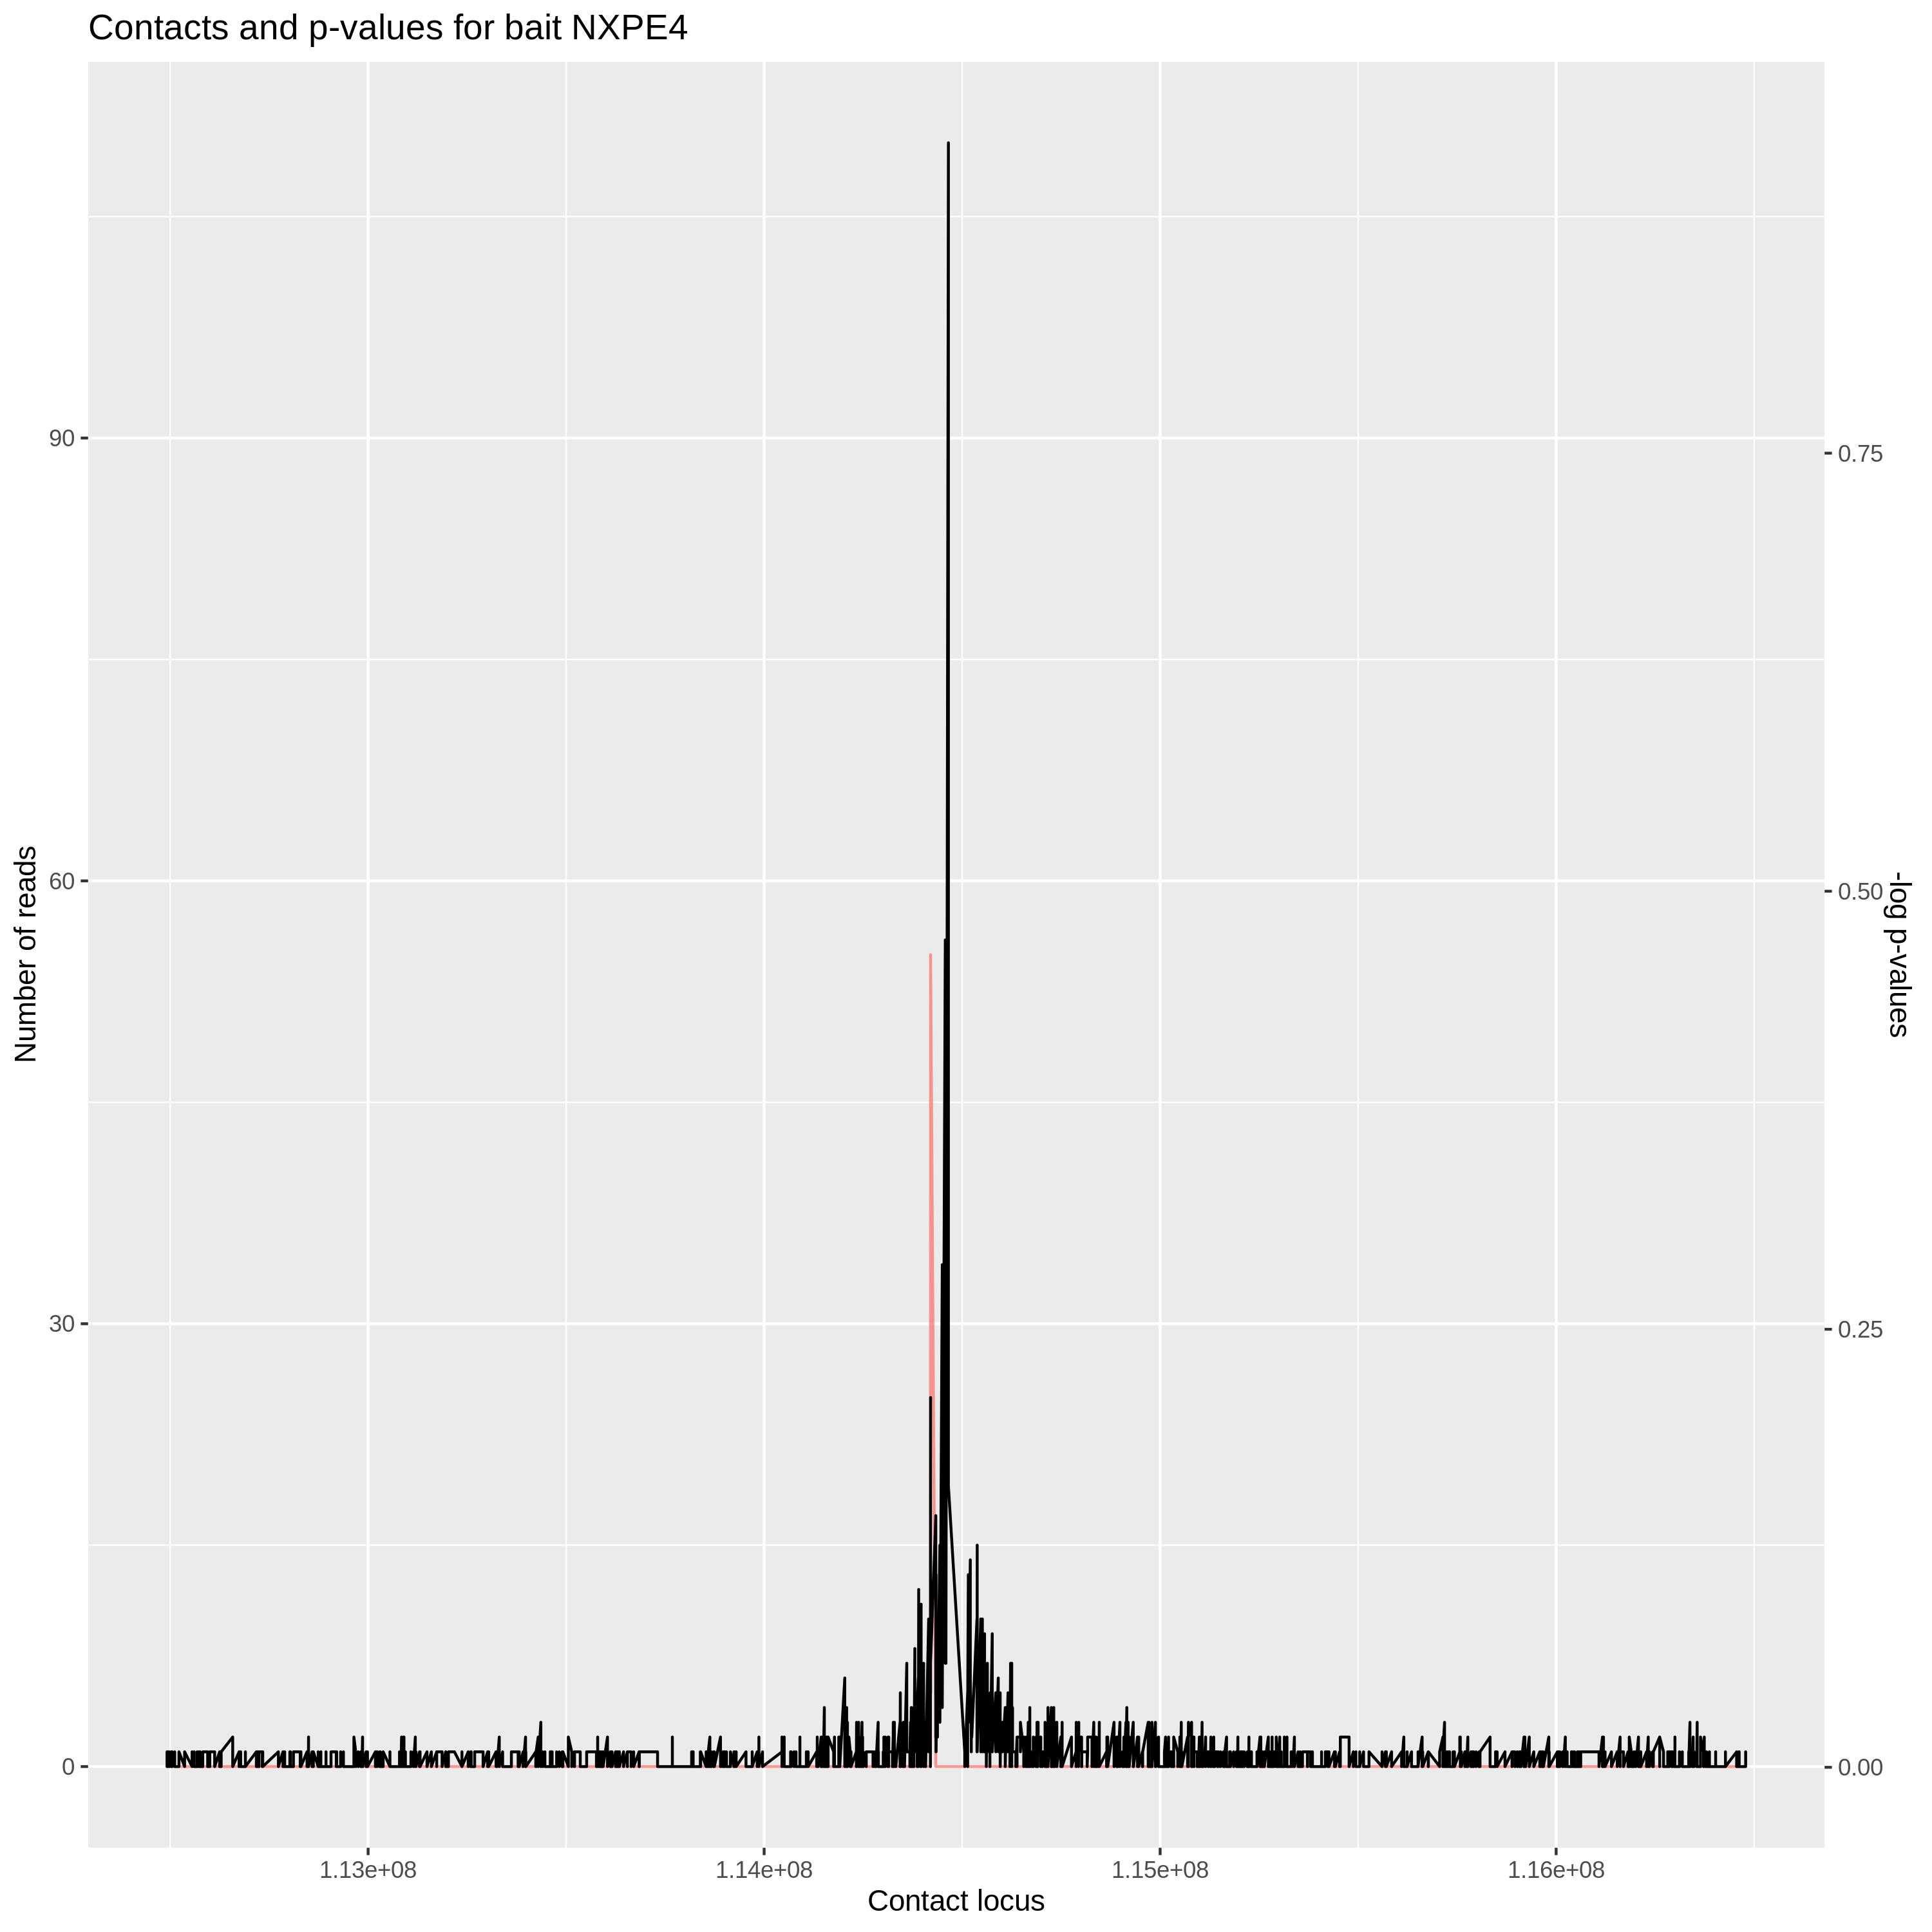 Contacts and p-values for bait NXPE4
Number of reads
90
60
30
0
0.75
0.50
0.25
0.00
-log p-values
1.13e+08
1.14e+08
1.15e+08
1.16e+08
Contact locus